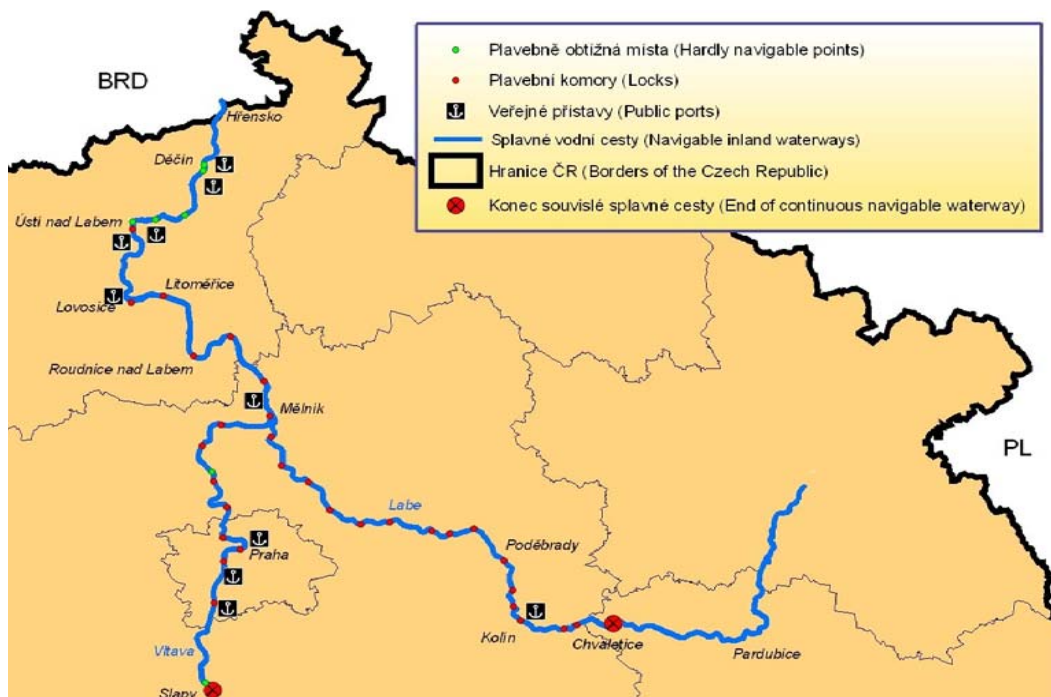 BRD
Plavebně obtížná místa (Hardly navigable points)
Plavební komory (Locks)
Veřejné přístavy (Public ports)
Splavné vodní cesty (Navigable inland waterways)
Hranice ČR (Borders of the Czech Republic)
Konec souvislé splavné cesty (End of continuous navigable waterway)
Hřensko
Děčín
Ústí nad Labem
Litoměřice
Lovosice
Roudnice nad Labem
Mělník
PL
Labe
Poděbrady
Praha
Kolín
Chvaletice
Pardubice
Vltava
Slapy